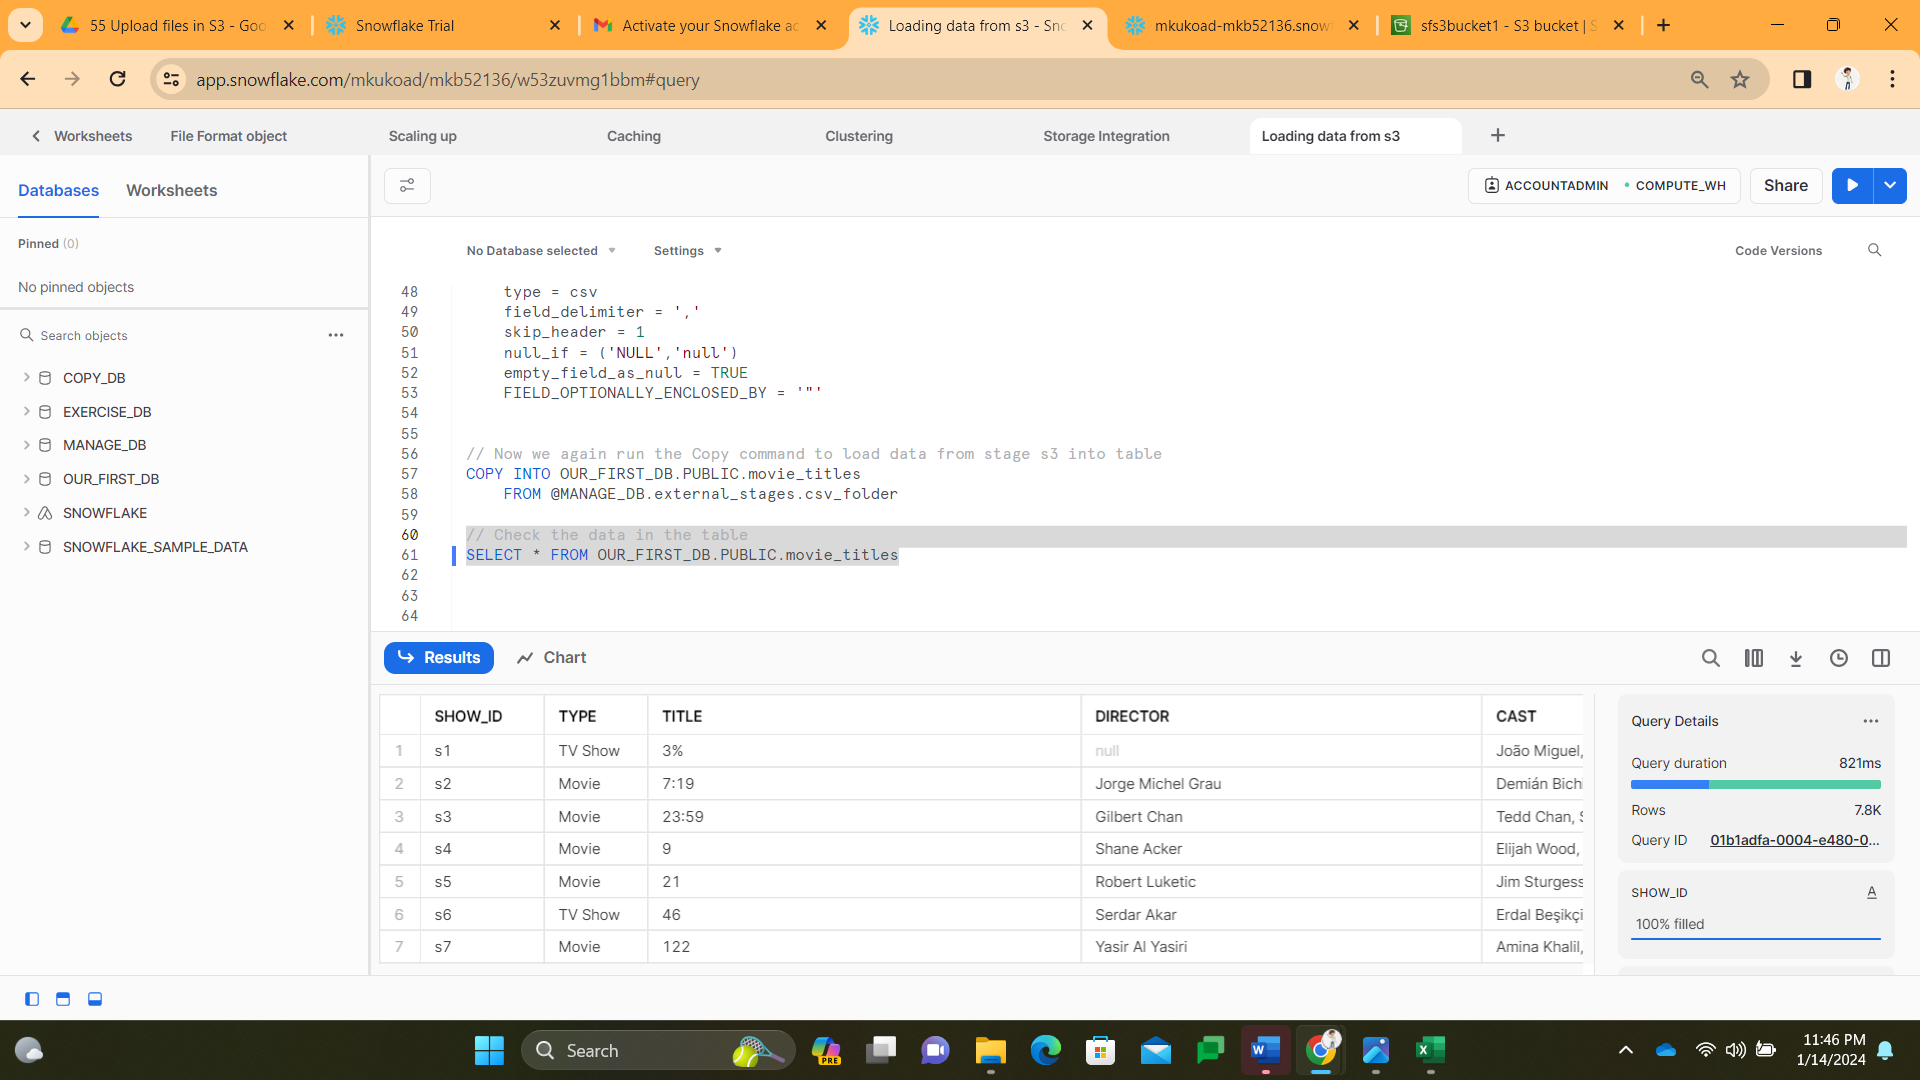 55 Upload files in S3 - Goo
Snowflake Trial
Activate your Snowflake ac
Loading data from s3 - Sno
mkukoad-mkb52136.snowf
sfs3bucket1 - S3 bucket | S
app.snowflake.com/mkukoad/mkb52136/w53zuvmg1bbm#query
Worksheets
File Format object
Scaling up
Caching
Clustering
Storage Integration
Loading data from s3
Databases
Worksheets
ACCOUNTADMIN
COMPUTE_WH
Share
Pinned (0)
No pinned objects
No Database selected
Settings
Code Versions
Search objects
COPY_DB
EXERCISE_DB
MANAGE_DB
OUR_FIRST_DB
SNOWFLAKE
SNOWFLAKE_SAMPLE_DATA
48 type = csv
49 field_delimiter = ','
50 skip_header = 1
51 null_if = ('NULL','null')
52 empty_field_as_null = TRUE
53 FIELD_OPTIONALLY_ENCLOSED_BY = '"'
54
55
56 // Now we again run the Copy command to load data from stage s3 into table
57 COPY INTO OUR_FIRST_DB.PUBLIC.movie_titles
58 FROM @MANAGE_DB.external_stages.csv_folder
59
60 // Check the data in the table
61 SELECT * FROM OUR_FIRST_DB.PUBLIC.movie_titles
62
63
64
Results
Chart
SHOW_ID TYPE TITLE DIRECTOR CAST
1 s1 TV Show 3% null João Miguel,
2 s2 Movie 7:19 Jorge Michel Grau Demián Bichi
3 s3 Movie 23:59 Gilbert Chan Tedd Chan, S
4 s4 Movie 9 Shane Acker Elijah Wood,
5 s5 Movie 21 Robert Luketic Jim Sturgess
6 s6 TV Show 46 Serdar Akar Erdal Beşikçi
7 s7 Movie 122 Yasir Al Yasiri Amina Khalil,
Query Details
Query duration 821ms
Rows 7.8K
Query ID 01b1adfa-0004-e480-0...
SHOW_ID A
100% filled
Search
PRE
11:46 PM
1/14/2024